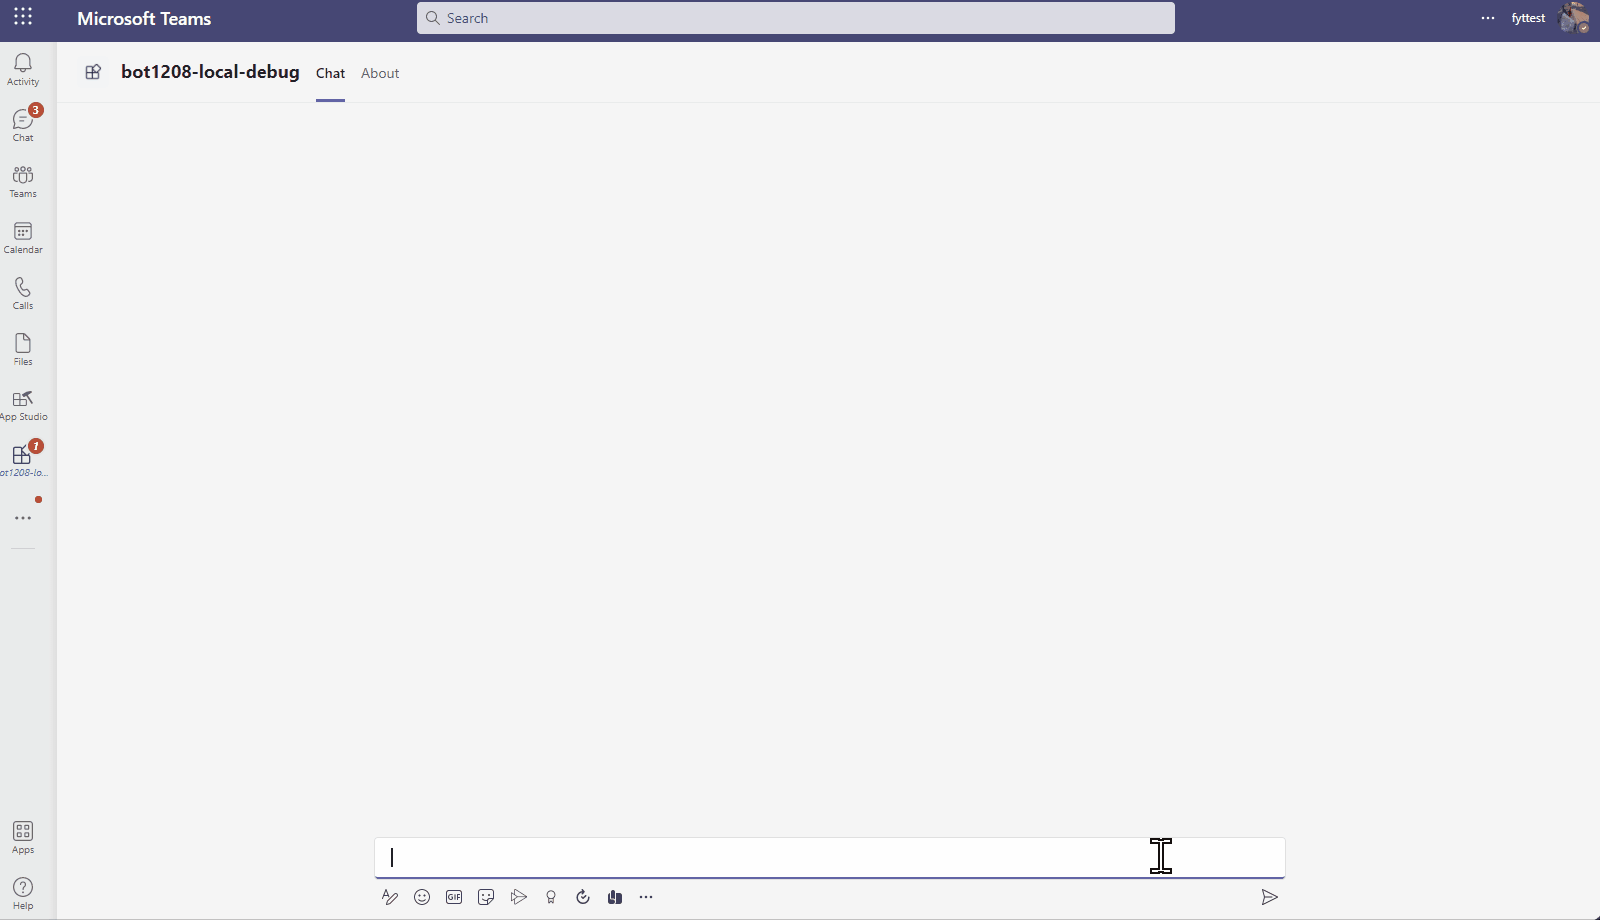 Microsoft Teams
Search
fyttest
Activity
3
Chat
Teams
Calendar
Calls
Files
App Studio
1
ot1208-lo...
Apps
Help
bot1208-local-debug
Chat
About
GIF